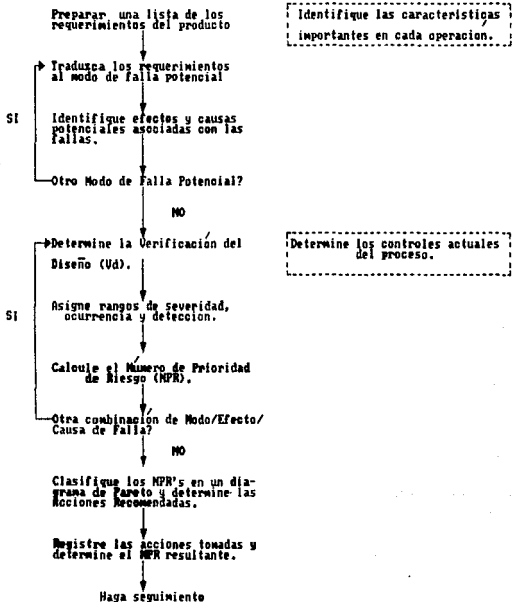 Preparar una lista de los
requerimientos del producto
Identifique las características
importantes en cada operacion.
Traduzca los requerimientos
al modo de falla potencial
SI
Identifique efectos y causas
potenciales asociadas con las
fallas.
Otro Modo de Falla Potencial?
NO
Determine la Verificación del
Diseño (Vd).
Determine los controles actuales
del proceso.
SI
Asigne rangos de severidad,
ocurrencia y deteccion.
Calcule el Número de Prioridad
de Riesgo (NPR).
Otra combinación de Modo/Efecto/
Causa de Falla?
NO
Clasifique los NPR's en un dia-
grama de Pareto y determine las
Acciones Recomendadas.
Registre las acciones tomadas y
determine el NPR resultante.
Haga seguimiento